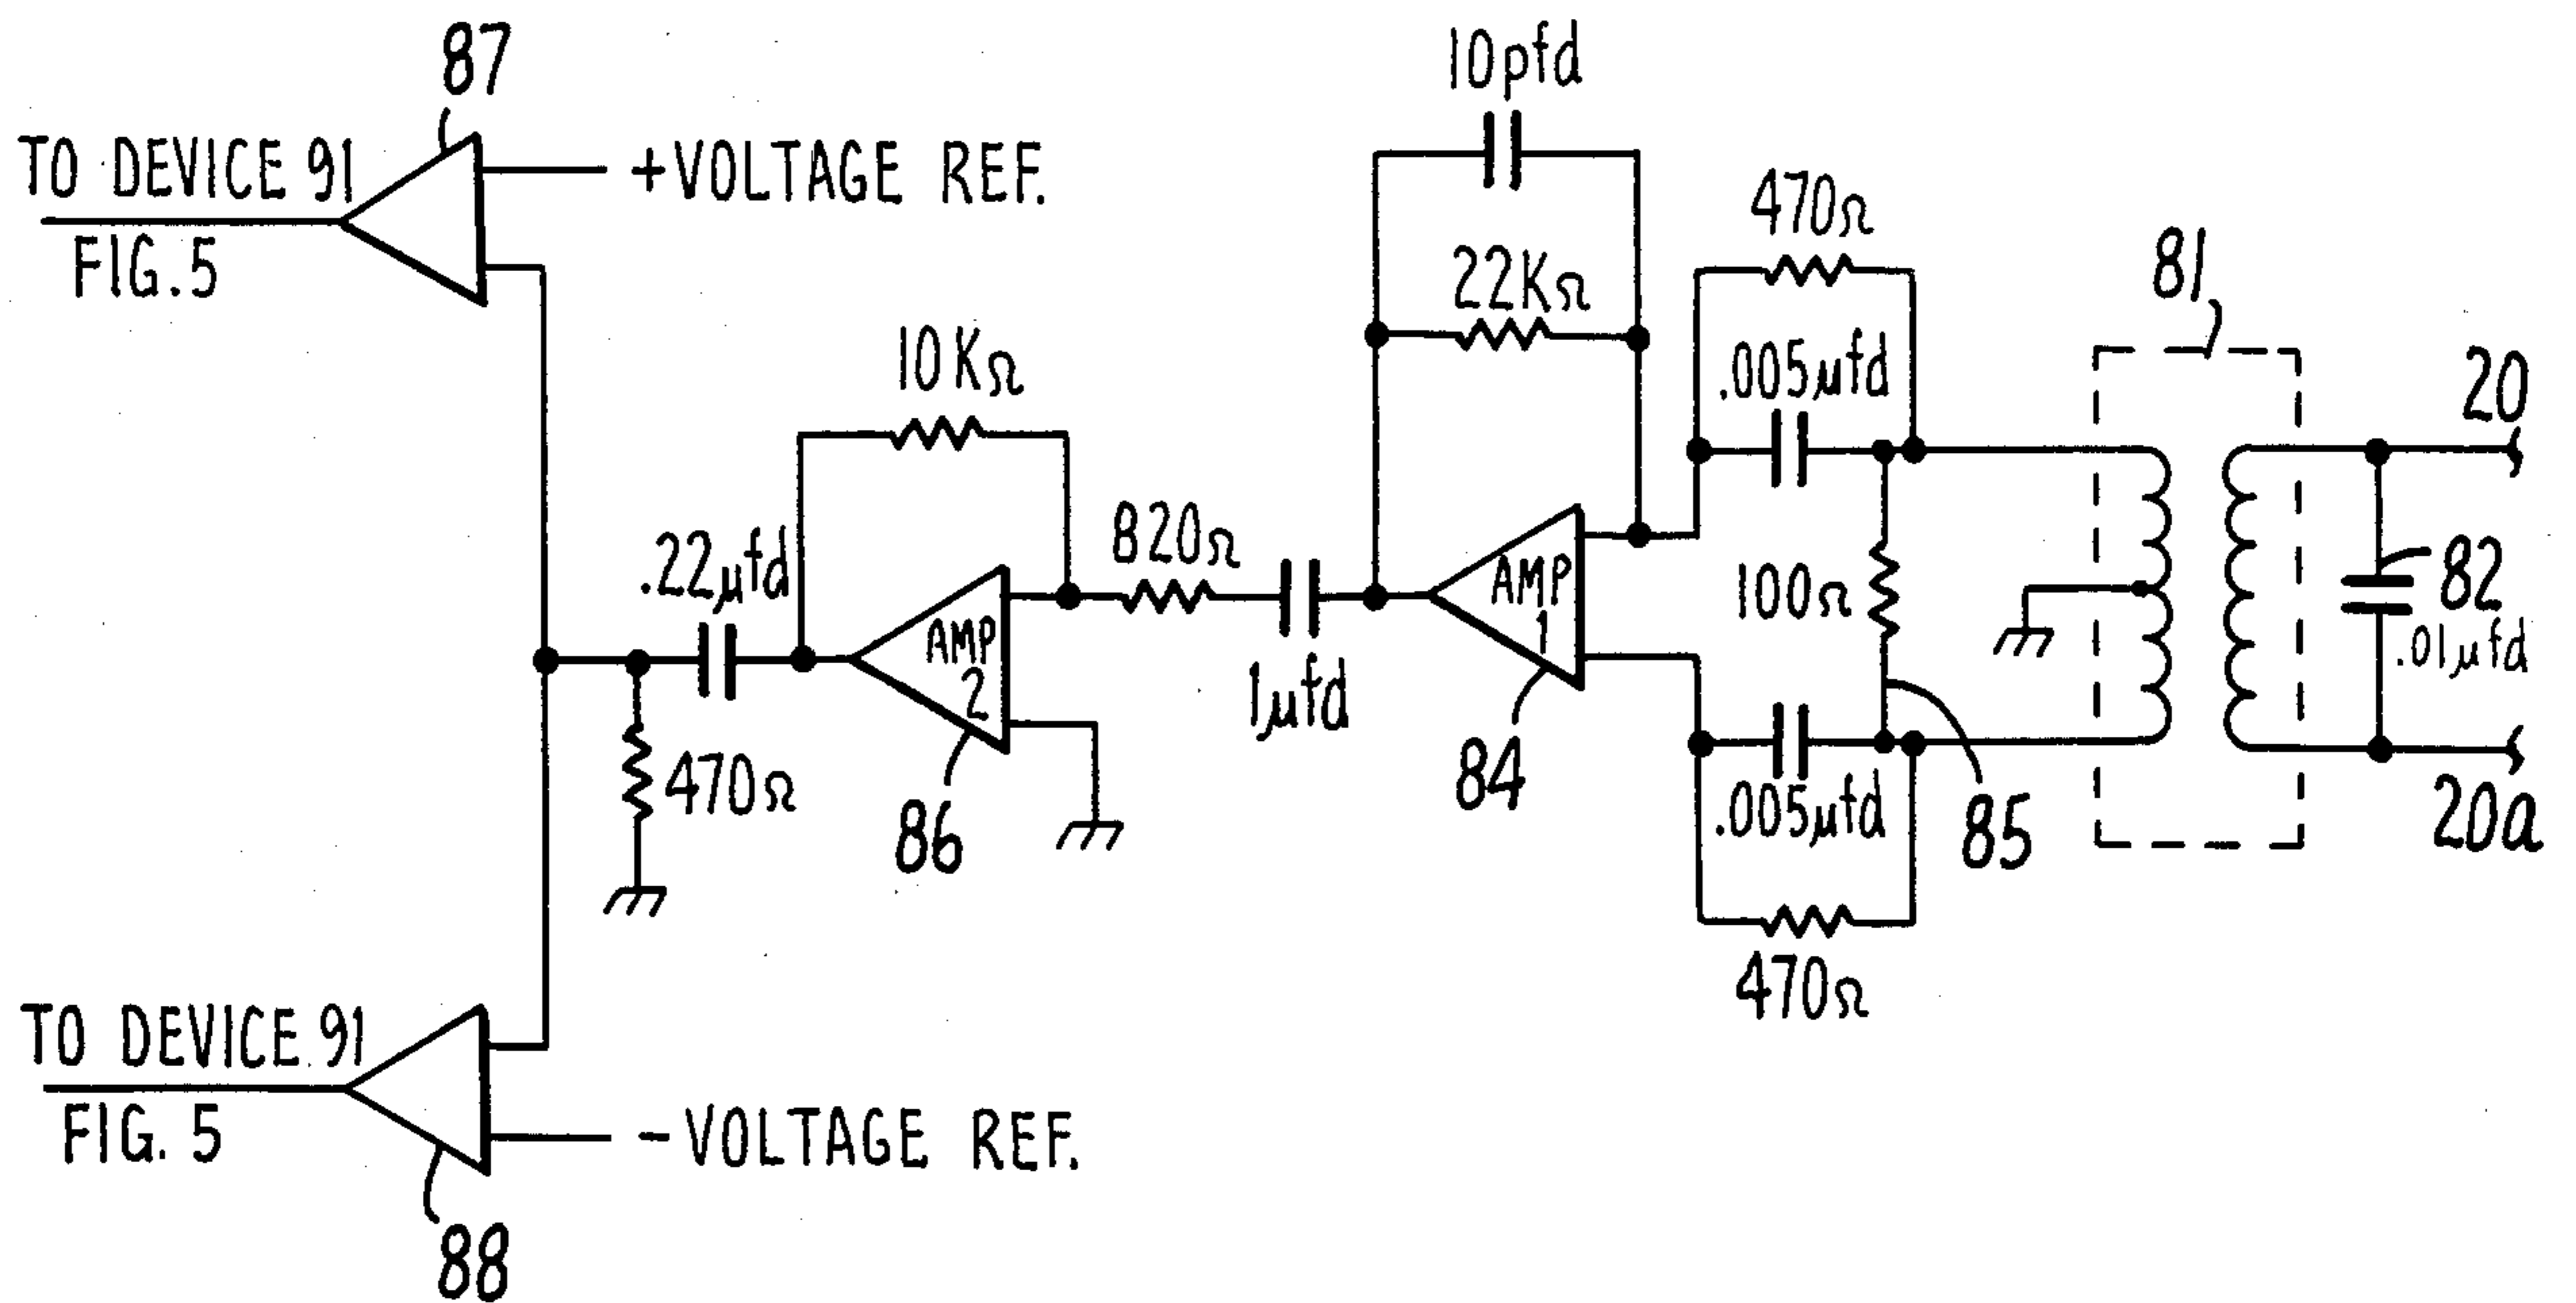 87
TO DEVICE 91
FIG. 5
+VOLTAGE REF.
10pfd
22KΩ
470Ω
.005μfd
81
20
10KΩ
.22μfd
820Ω
AMP
1
100Ω
82
.01μfd
AMP
2
1μfd
470Ω
86
84
.005μfd
85
20a
470Ω
TO DEVICE 91
FIG. 5
- VOLTAGE REF.
88